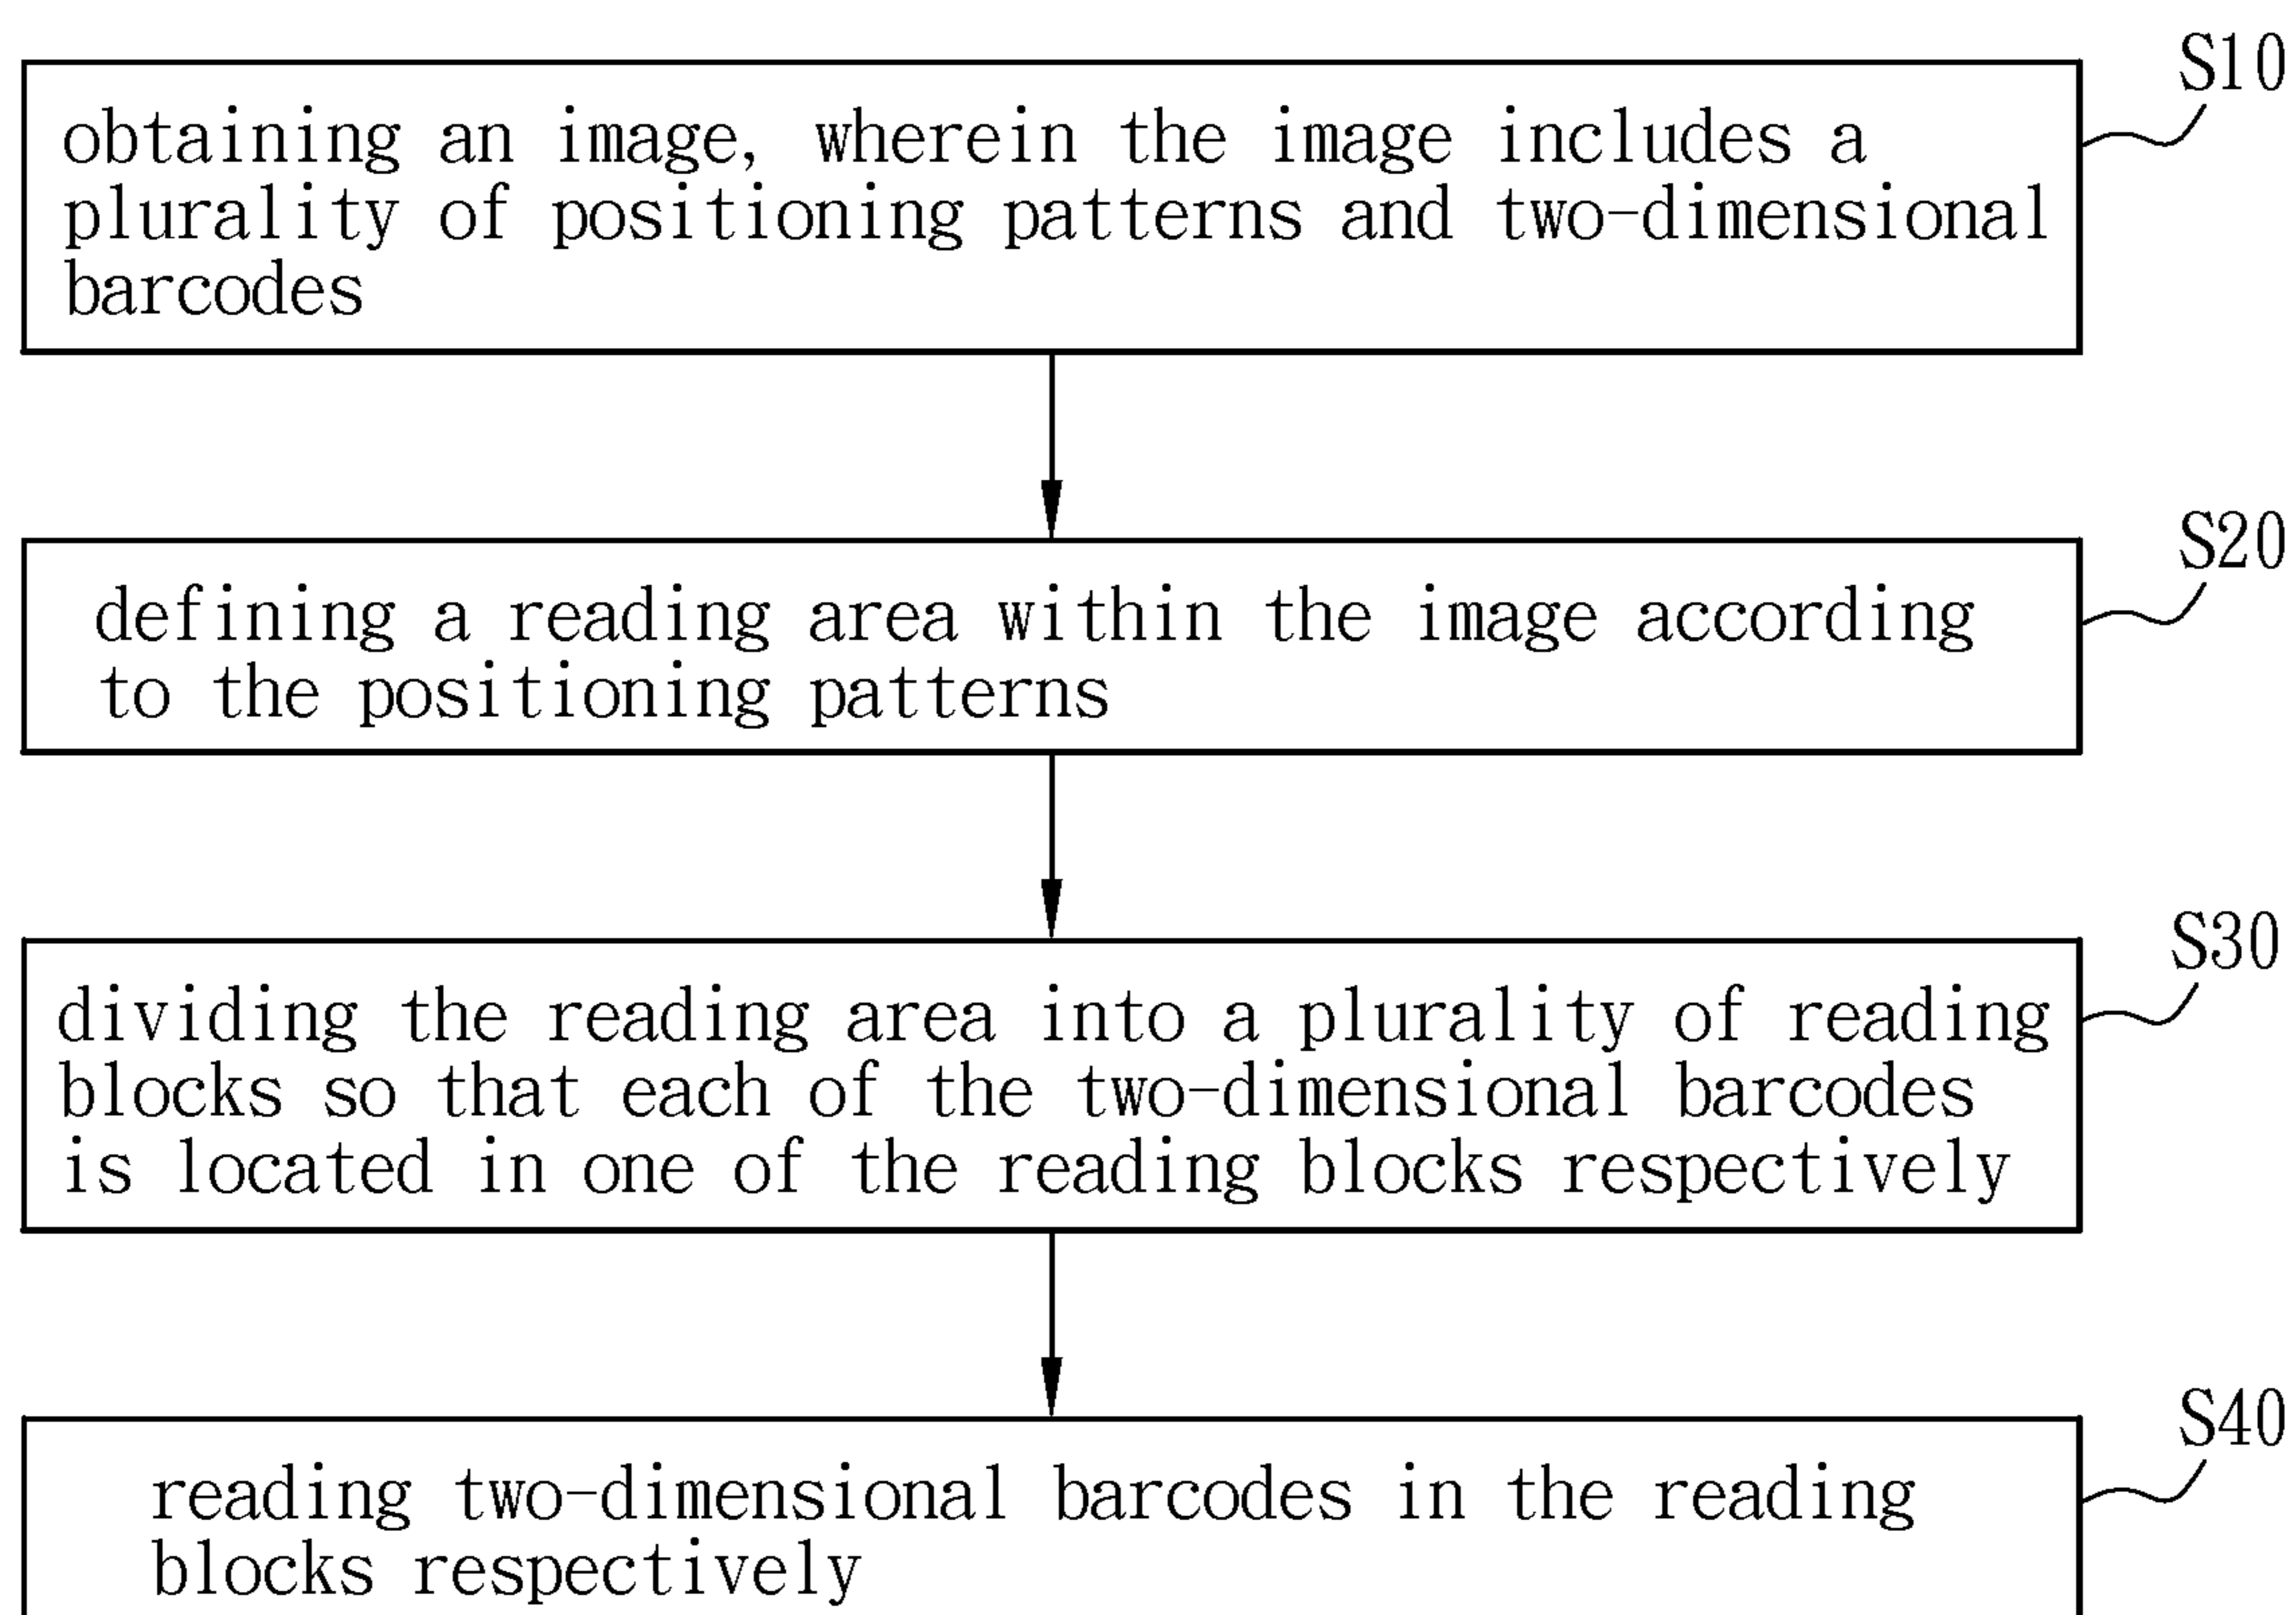 S10
obtaining an image, wherein the image includes a
plurality of positioning patterns and two-dimensional
barcodes
S20
defining a reading area within the image according
to the positioning patterns
S30
dividing the reading area into a plurality of reading
blocks so that each of the two-dimensional barcodes
is located in one of the reading blocks respectively
S40
reading two-dimensional barcodes in the reading
blocks respectively